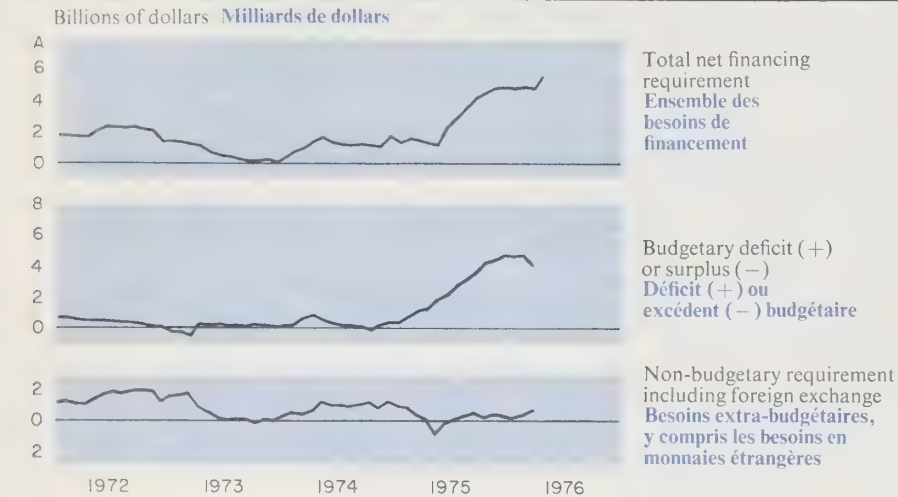 Billions of dollars Milliards de dollars
A
6
4
2
0
Total net financing
requirement
Ensemble des
besoins de
financement
8
6
4
2
0
Budgetary deficit (+)
or surplus (−)
Déficit (+) ou
excédent (−) budgétaire
2
0
2
Non-budgetary requirement
including foreign exchange
Besoins extra-budgétaires,
y compris les besoins en
monnaies étrangères
1972 1973 1974 1975 1976